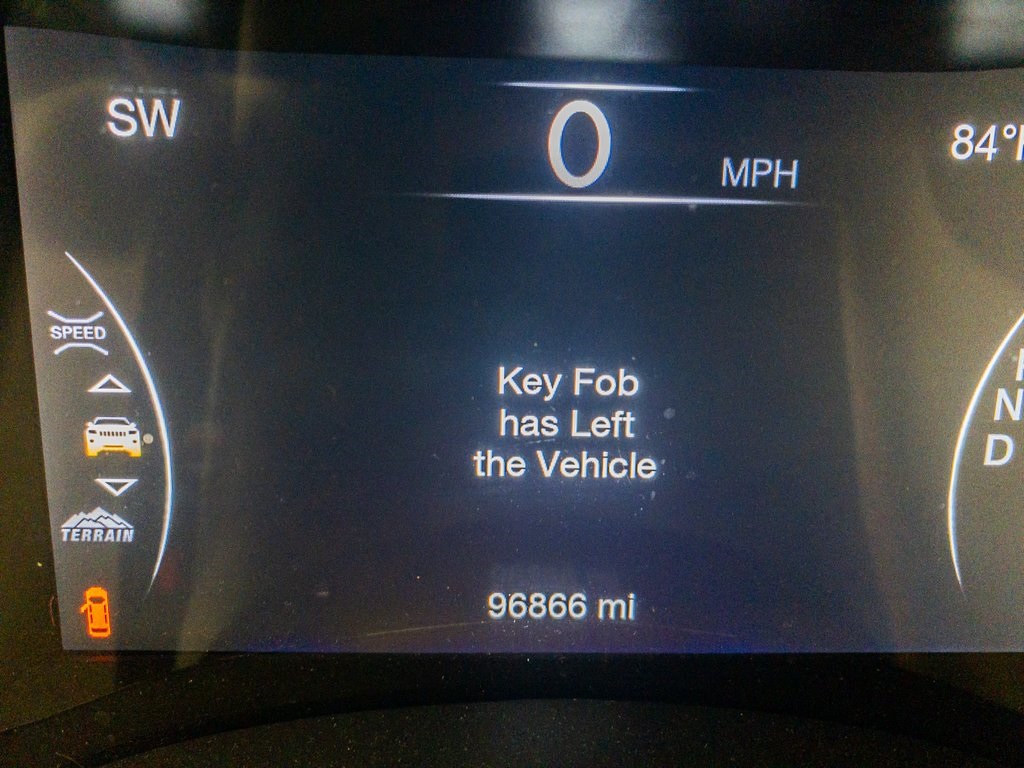 SW
0
MPH
84°
SPEED
Key Fob
has Left
the Vehicle
N
D
TERRAIN
96866 mi